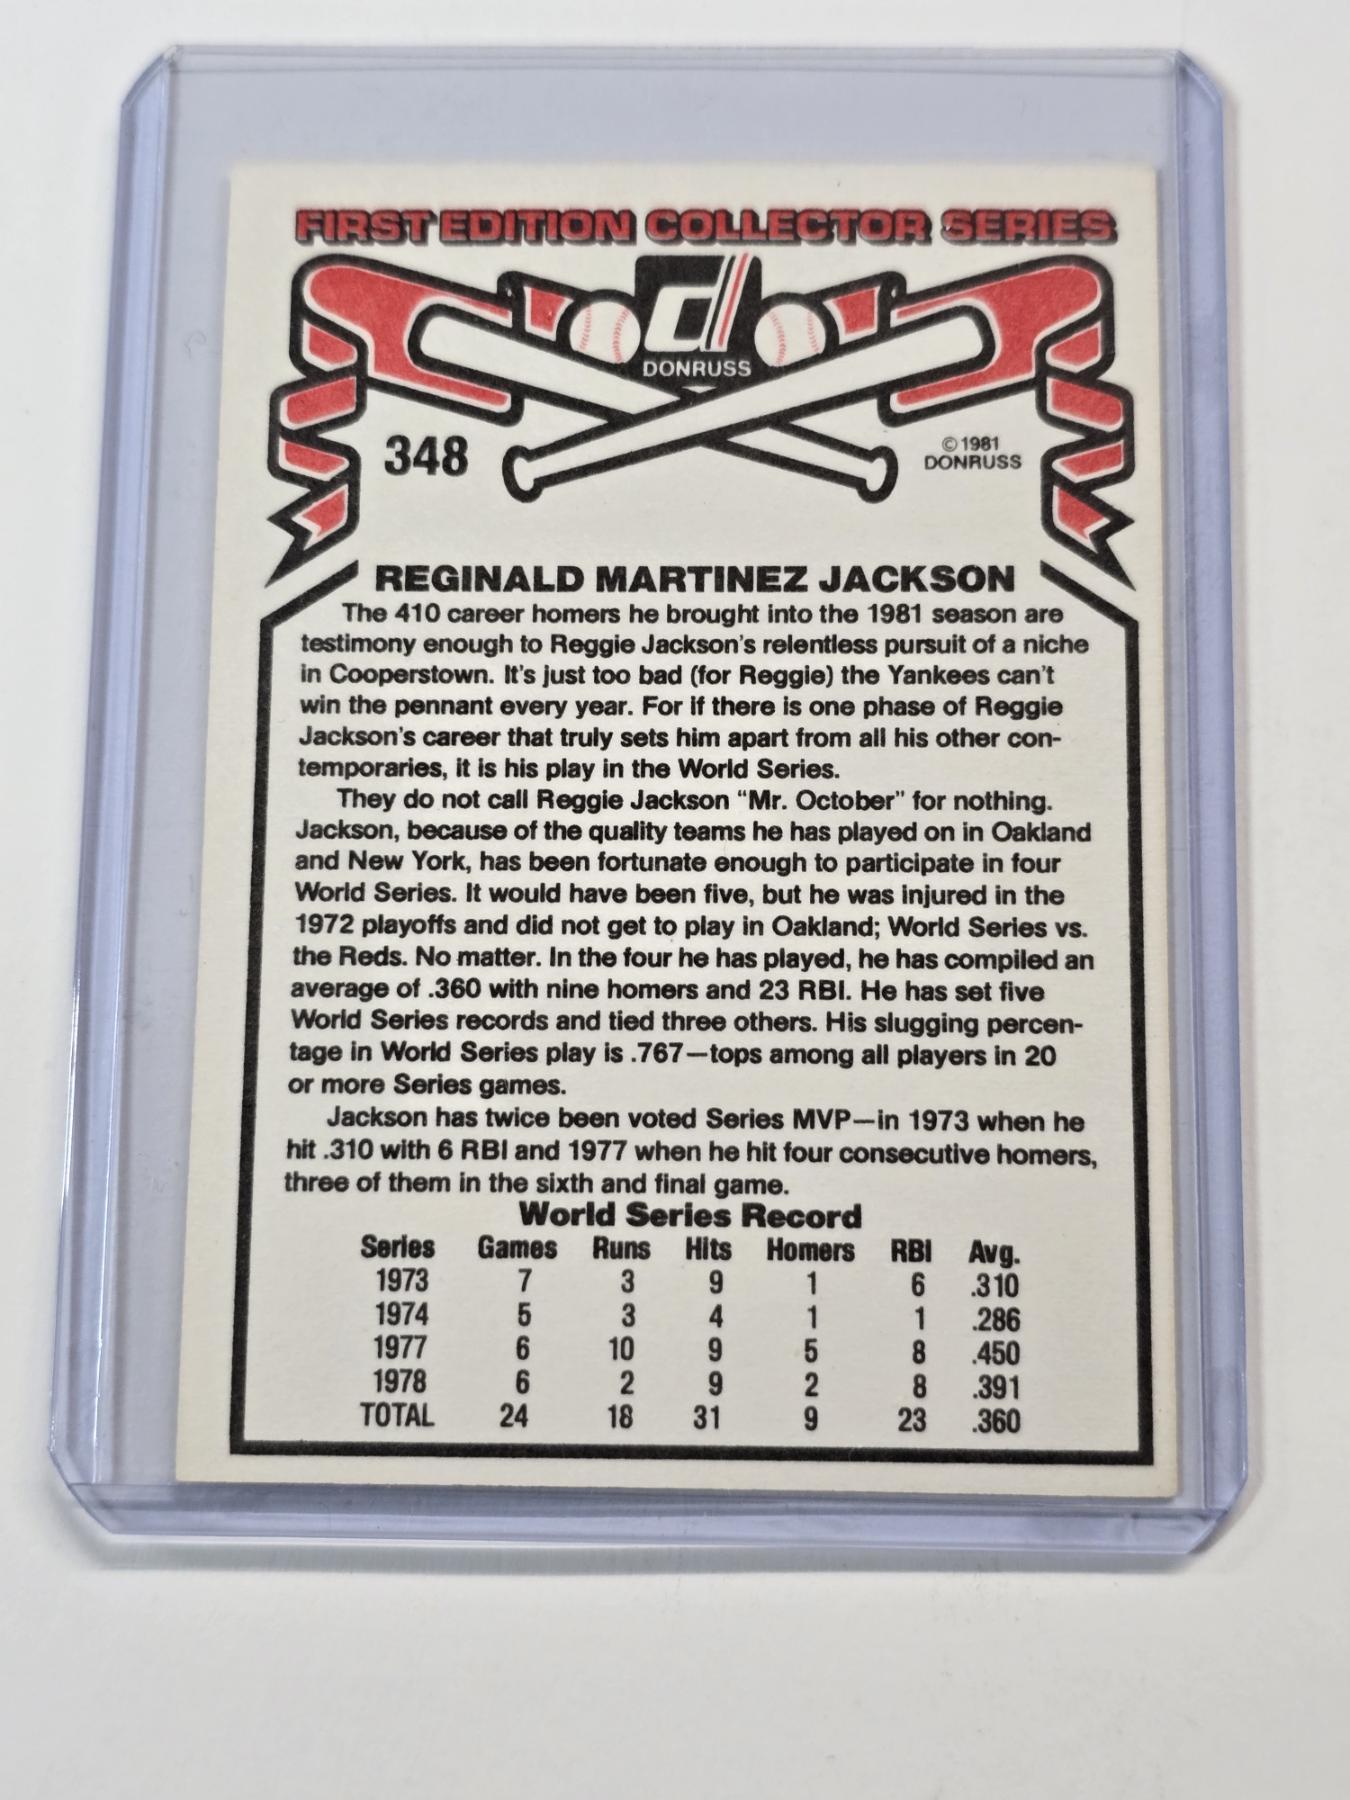 FIRST EDITION COLLECTOR SERIES
d
DONRUSS
348
© 1981
DONRUSS
REGINALD MARTINEZ JACKSON
The 410 career homers he brought into the 1981 season are
testimony enough to Reggie Jackson's relentless pursuit of a niche
in Cooperstown. It's just too bad (for Reggie) the Yankees can't
win the pennant every year. For if there is one phase of Reggie
Jackson's career that truly sets him apart from all his other con-
temporaries, it is his play in the World Series.
They do not call Reggie Jackson "Mr. October" for nothing.
Jackson, because of the quality teams he has played on in Oakland
and New York, has been fortunate enough to participate in four
World Series. It would have been five, but he was injured in the
1972 playoffs and did not get to play in Oakland; World Series vs.
the Reds. No matter. In the four he has played, he has compiled an
average of .360 with nine homers and 23 RBI. He has set five
World Series records and tied three others. His slugging percen-
tage in World Series play is .767—tops among all players in 20
or more Series games.
Jackson has twice been voted Series MVP—in 1973 when he
hit .310 with 6 RBI and 1977 when he hit four consecutive homers,
three of them in the sixth and final game.
World Series Record
Series Games Runs Hits Homers RBI Avg.
1973 7 3 9 1 6 .310
1974 5 3 4 1 1 .286
1977 6 10 9 5 8 .450
1978 6 2 9 2 8 .391
TOTAL 24 18 31 9 23 .360